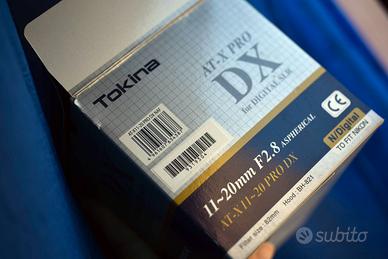 Tokina
AT-X PRO
DX
for DIGITAL SLR
CE
N/Digital
TO FIT NIKON
11~20mm F2.8 ASPHERICAL
AT-X 11-20 PRO DX
Filter size : 82mm Hood : BH-821
subito